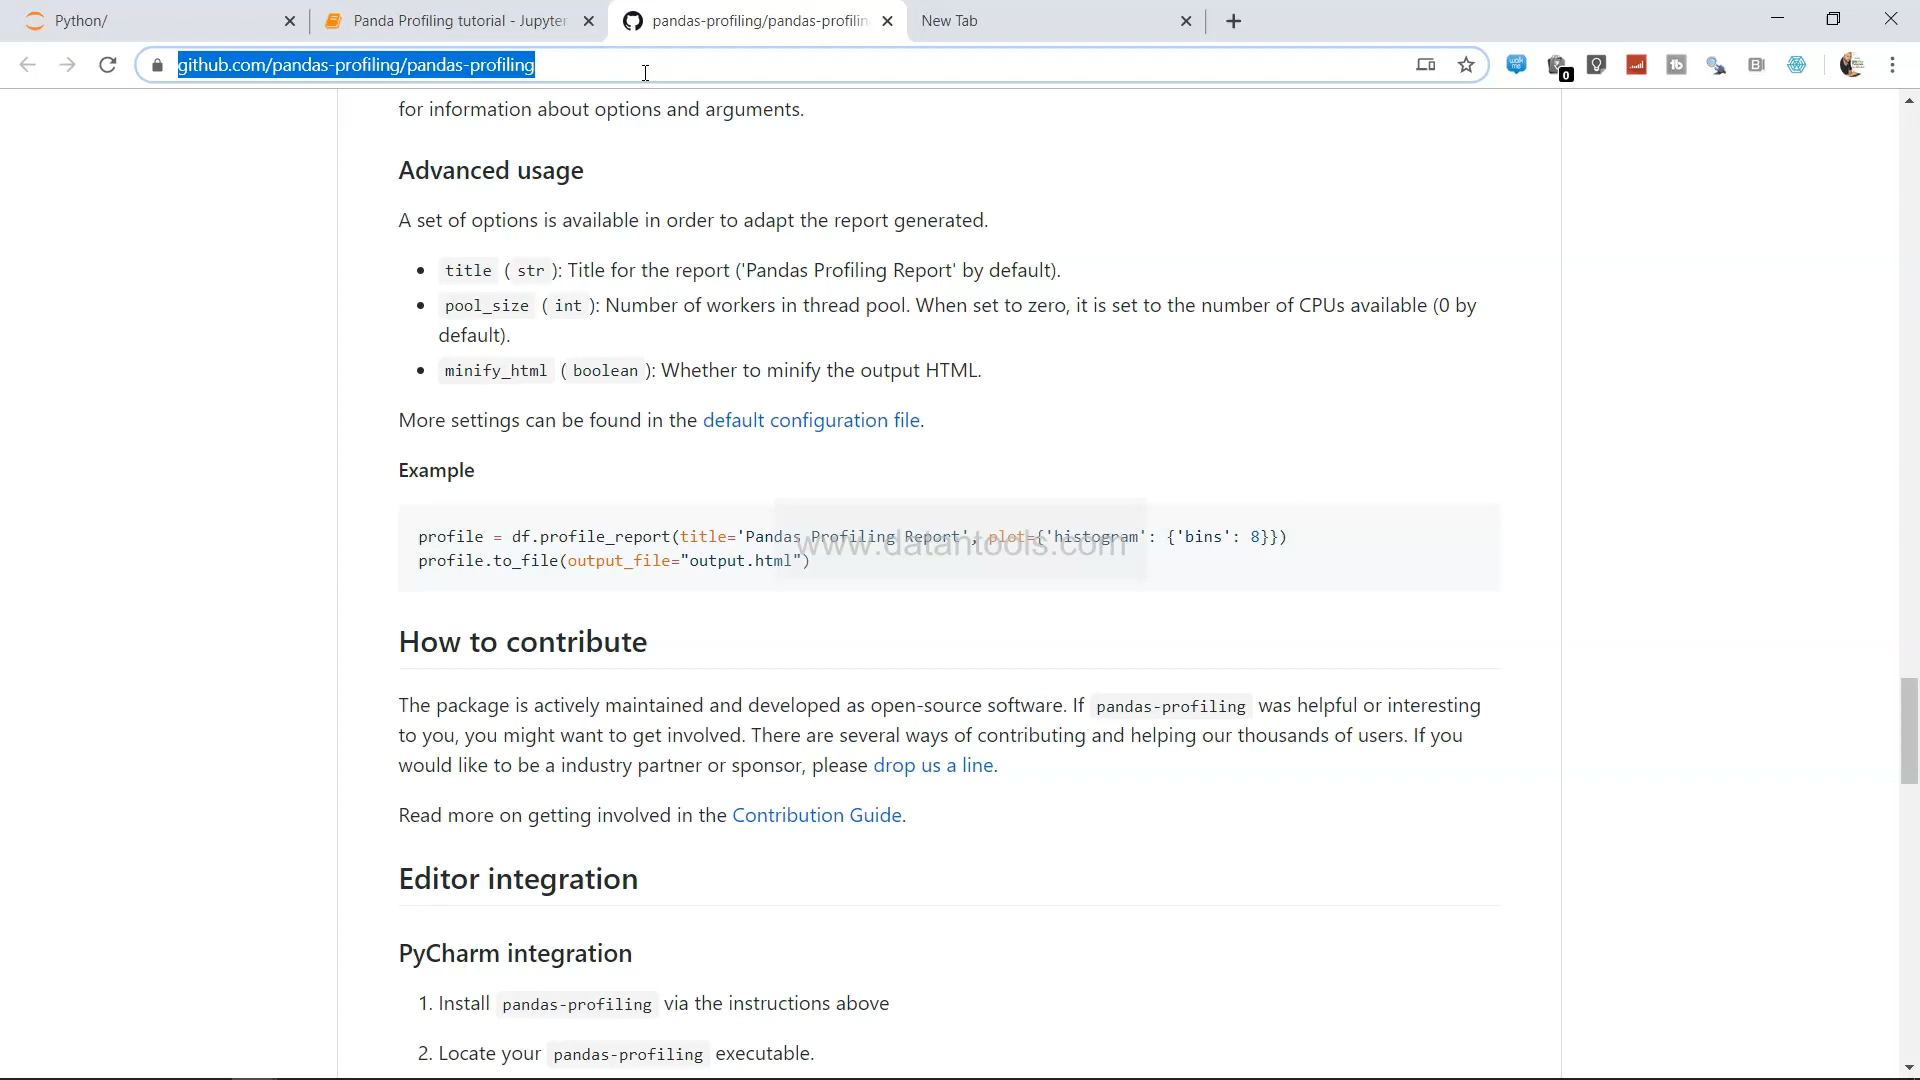 Python/
Panda Profiling tutorial - Jupyter
pandas-profiling/pandas-profilin
New Tab
github.com/pandas-profiling/pandas-profiling
0
for information about options and arguments.
Advanced usage
A set of options is available in order to adapt the report generated.
title ( str ): Title for the report ('Pandas Profiling Report' by default).
pool_size ( int ): Number of workers in thread pool. When set to zero, it is set to the number of CPUs available (0 by
default).
minify_html ( boolean ): Whether to minify the output HTML.
More settings can be found in the default configuration file.
Example
profile = df.profile_report(title='Pandas Profiling Report', plot={'histogram': {'bins': 8}})
www.datantools.com
profile.to_file(output_file="output.html")
How to contribute
The package is actively maintained and developed as open-source software. If pandas-profiling was helpful or interesting
to you, you might want to get involved. There are several ways of contributing and helping our thousands of users. If you
would like to be a industry partner or sponsor, please drop us a line.
Read more on getting involved in the Contribution Guide.
Editor integration
PyCharm integration
1. Install pandas-profiling via the instructions above
2. Locate your pandas-profiling executable.